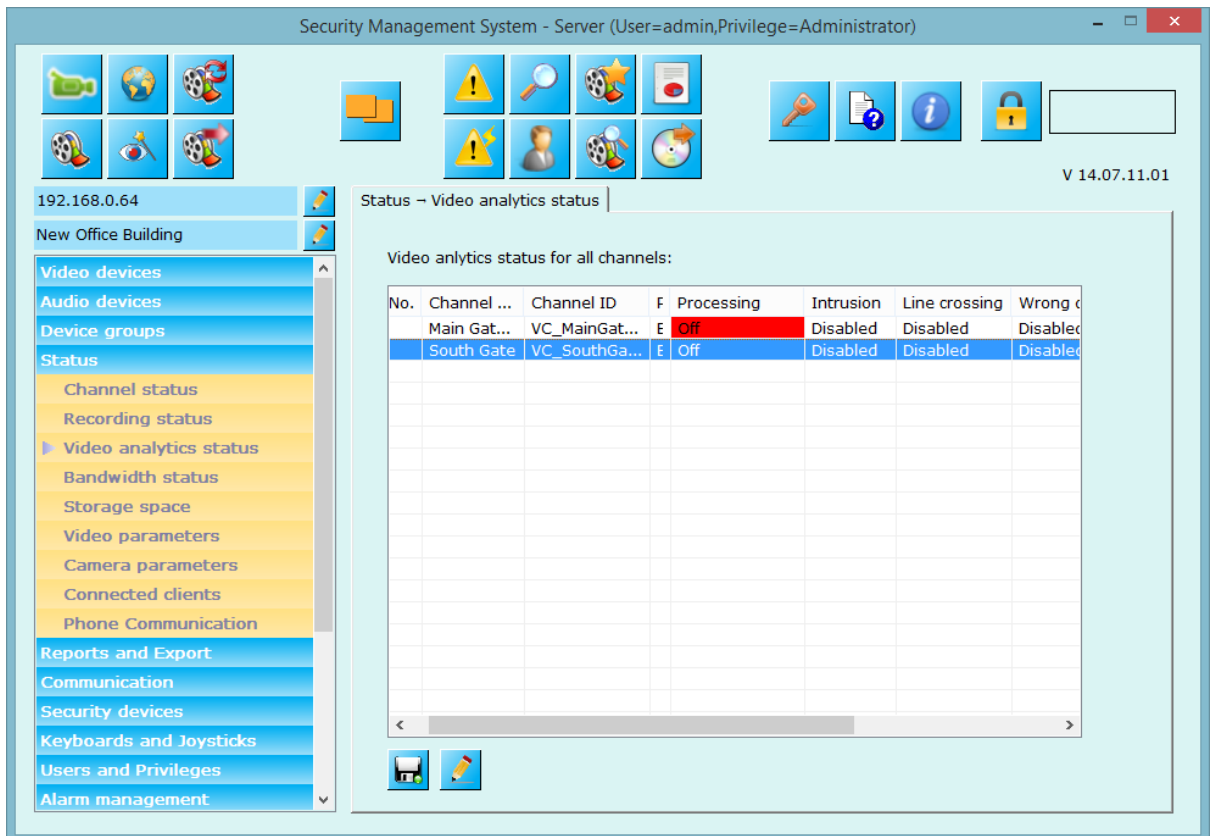 Security Management System - Server (User=admin,Privilege=Administrator)
V 14.07.11.01
192.168.0.64
New Office Building
Video devices
Audio devices
Device groups
Status
Channel status
Recording status
Video analytics status
Bandwidth status
Storage space
Video parameters
Camera parameters
Connected clients
Phone Communication
Reports and Export
Communication
Security devices
Keyboards and Joysticks
Users and Privileges
Alarm management
Status → Video analytics status
Video anlytics status for all channels:
No. Channel ... Channel ID Processing Intrusion Line crossing Wrong
Main Gat... VC_MainGat... E Off Disabled Disabled Disabled
South Gate VC_SouthGa... E Off Disabled Disabled Disabled